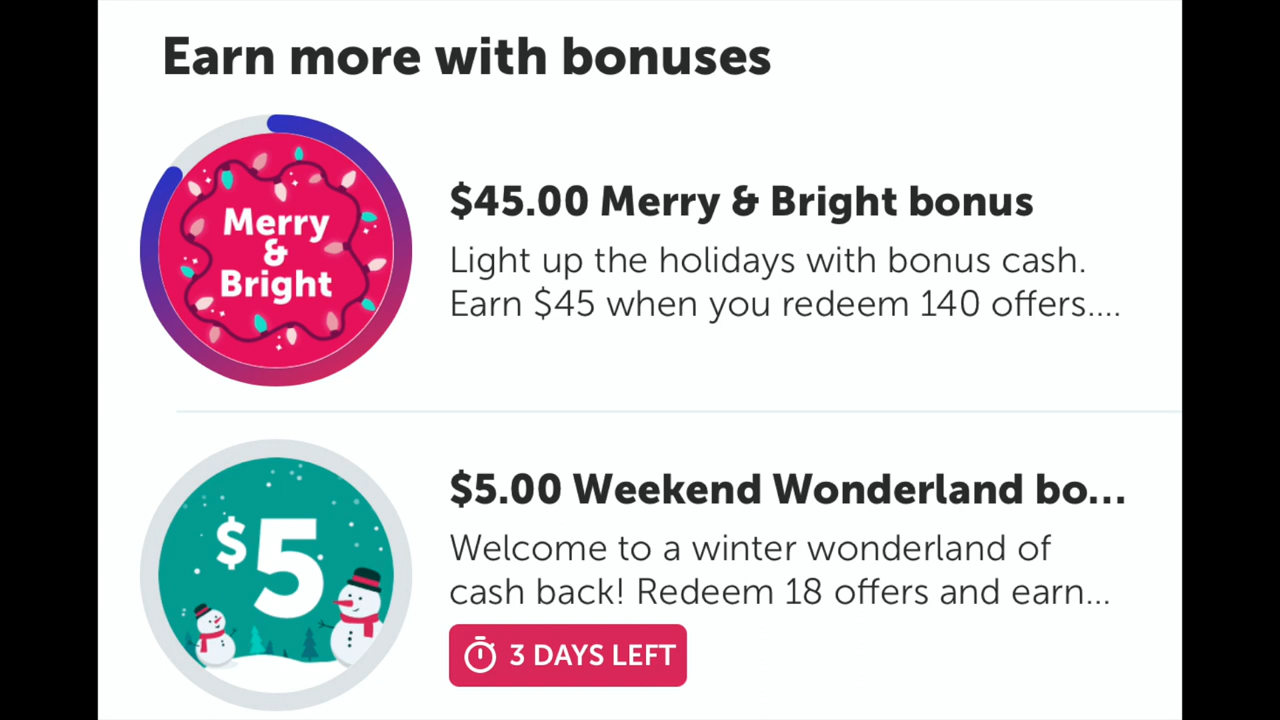 Earn more with bonuses
Merry
&
Bright
$45.00 Merry & Bright bonus
Light up the holidays with bonus cash.
Earn $45 when you redeem 140 offers....
$5
$5.00 Weekend Wonderland bo...
Welcome to a winter wonderland of
cash back! Redeem 18 offers and earn...
3 DAYS LEFT